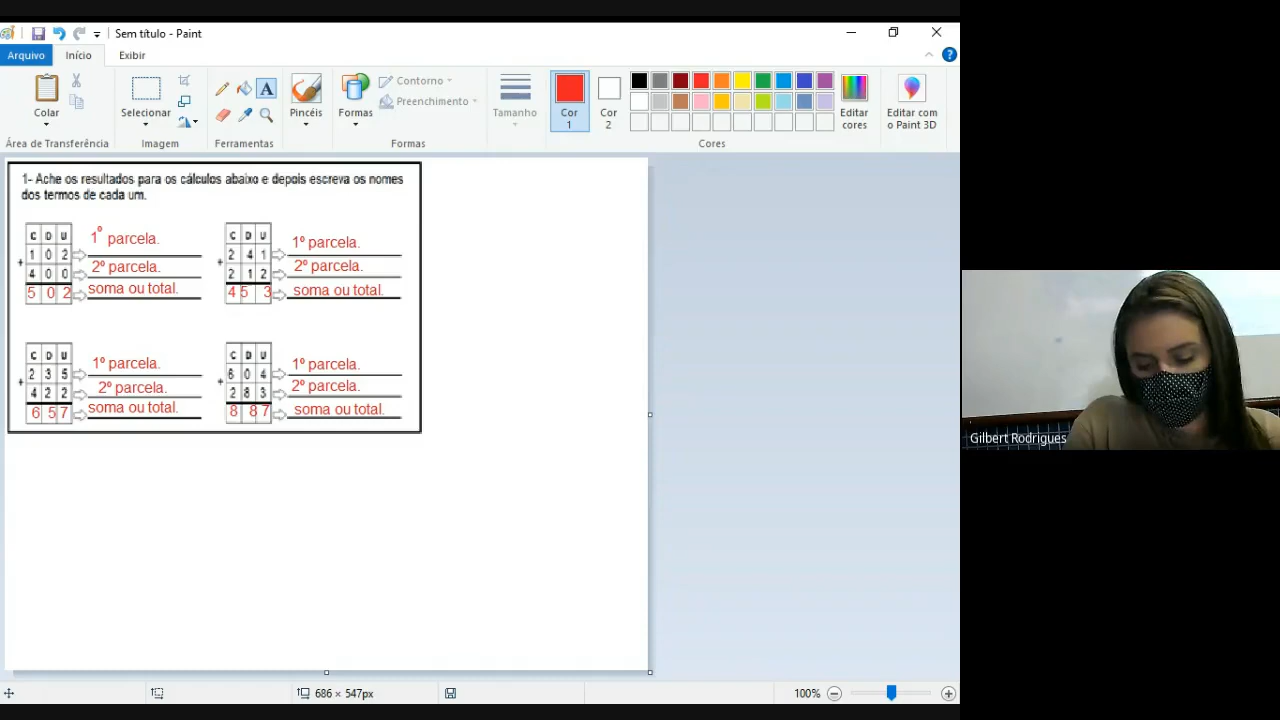 Sem título - Paint
Arquivo Início Exibir
Colar
Selecionar
Pincéis
Formas
Contorno
Preenchimento
Tamanho
Cor 1
Cor 2
Editar cores
Editar com o Paint 3D
Área de Transferência Imagem Ferramentas Formas Cores
1- Ache os resultados para os cálculos abaixo e depois escreva os nomes
dos termos de cada um.
C D U
1 0 2 1º parcela.
+ 4 0 0 2º parcela.
5 0 2 soma ou total.
C D U
2 4 1 1º parcela.
+ 2 1 2 2º parcela.
4 5 3 soma ou total.
C D U
2 3 5 1º parcela.
+ 4 2 2 2º parcela.
6 5 7 soma ou total.
C D U
6 0 4 1º parcela.
+ 2 8 3 2º parcela.
8 8 7 soma ou total.
Gilbert Rodrigues
686 × 547px
100%